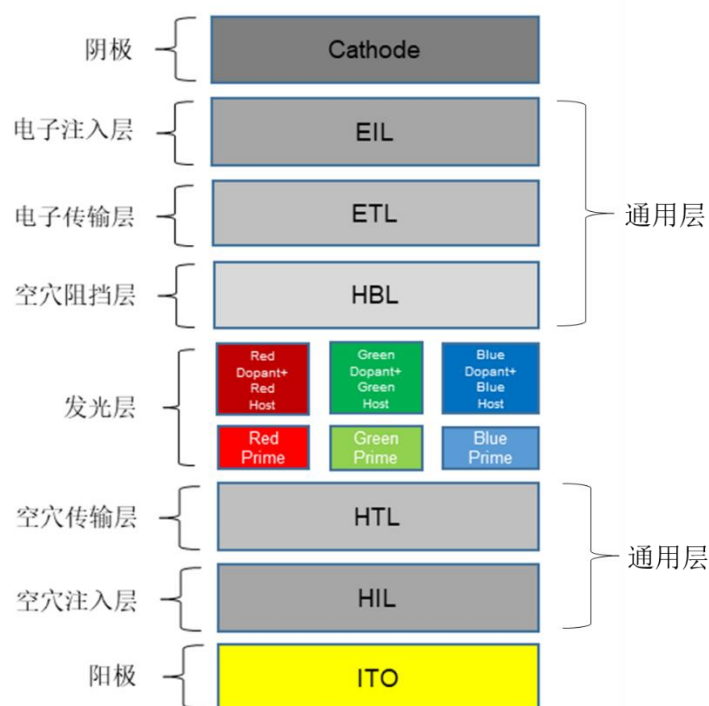 阴极
Cathode
电子注入层
EIL
电子传输层
ETL
通用层
空穴阻挡层
HBL
发光层
Red
Dopant+
Red
Host
Green
Dopant+
Green
Host
Blue
Dopant+
Blue
Host
Red
Prime
Green
Prime
Blue
Prime
空穴传输层
HTL
通用层
空穴注入层
HIL
阳极
ITO